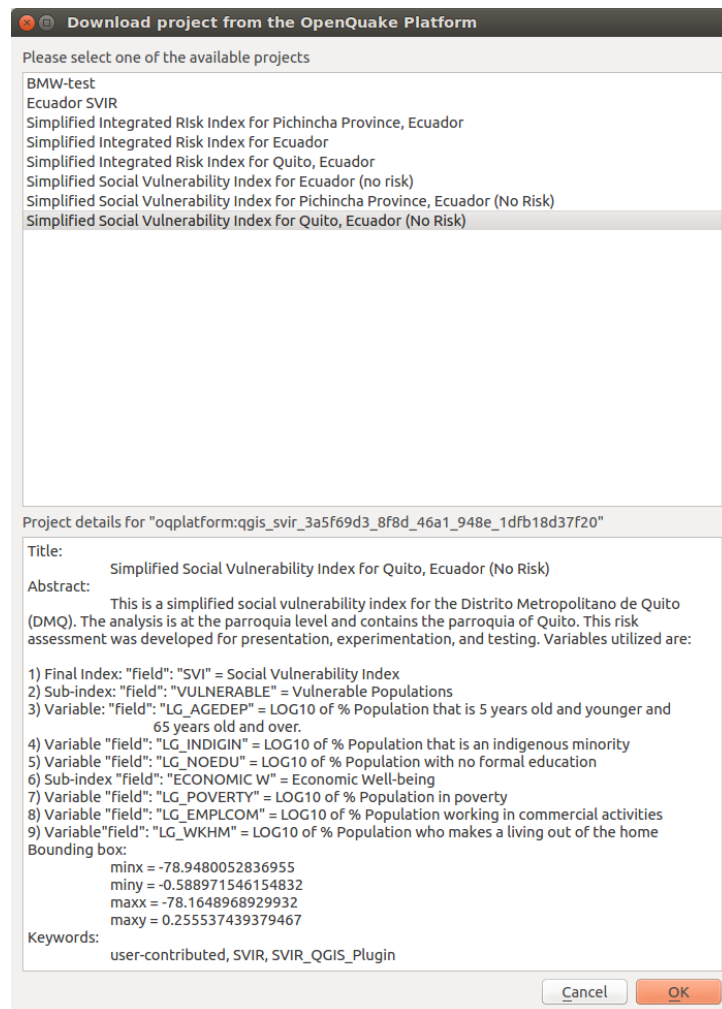 Download project from the OpenQuake Platform
Please select one of the available projects
BMW-test
Ecuador SVIR
Simplified Integrated RIsk Index for Pichincha Province, Ecuador
Simplified Integrated Risk Index for Ecuador
Simplified Integrated Risk Index for Quito, Ecuador
Simplified Social Vulnerability Index for Ecuador (no risk)
Simplified Social Vulnerability Index for Pichincha Province, Ecuador (No Risk)
Simplified Social Vulnerability Index for Quito, Ecuador (No Risk)
Project details for "oqplatform:qgis_svir_3a5f69d3_8f8d_46a1_948e_1dfb18d37f20"
Title:
Simplified Social Vulnerability Index for Quito, Ecuador (No Risk)
Abstract:
This is a simplified social vulnerability index for the Distrito Metropolitano de Quito
(DMQ). The analysis is at the parroquia level and contains the parroquia of Quito. This risk
assessment was developed for presentation, experimentation, and testing. Variables utilized are:
1) Final Index: "field": "SVI" = Social Vulnerability Index
2) Sub-index: "field": "VULNERABLE" = Vulnerable Populations
3) Variable: "field": "LG_AGEDEP" = LOG10 of % Population that is 5 years old and younger and
65 years old and over.
4) Variable "field": "LG_INDIGIN" = LOG10 of % Population that is an indigenous minority
5) Variable "field": "LG_NOEDU" = LOG10 of % Population with no formal education
6) Sub-index "field": "ECONOMIC W" = Economic Well-being
7) Variable "field": "LG_POVERTY" = LOG10 of % Population in poverty
8) Variable "field": "LG_EMPLCOM" = LOG10 of % Population working in commercial activities
9) Variable"field": "LG_WKHM" = LOG10 of % Population who makes a living out of the home
Bounding box:
minx = -78.9480052836955
miny = -0.588971546154832
maxx = -78.1648968929932
maxy = 0.255537439379467
Keywords:
user-contributed, SVIR, SVIR_QGIS_Plugin
Cancel OK